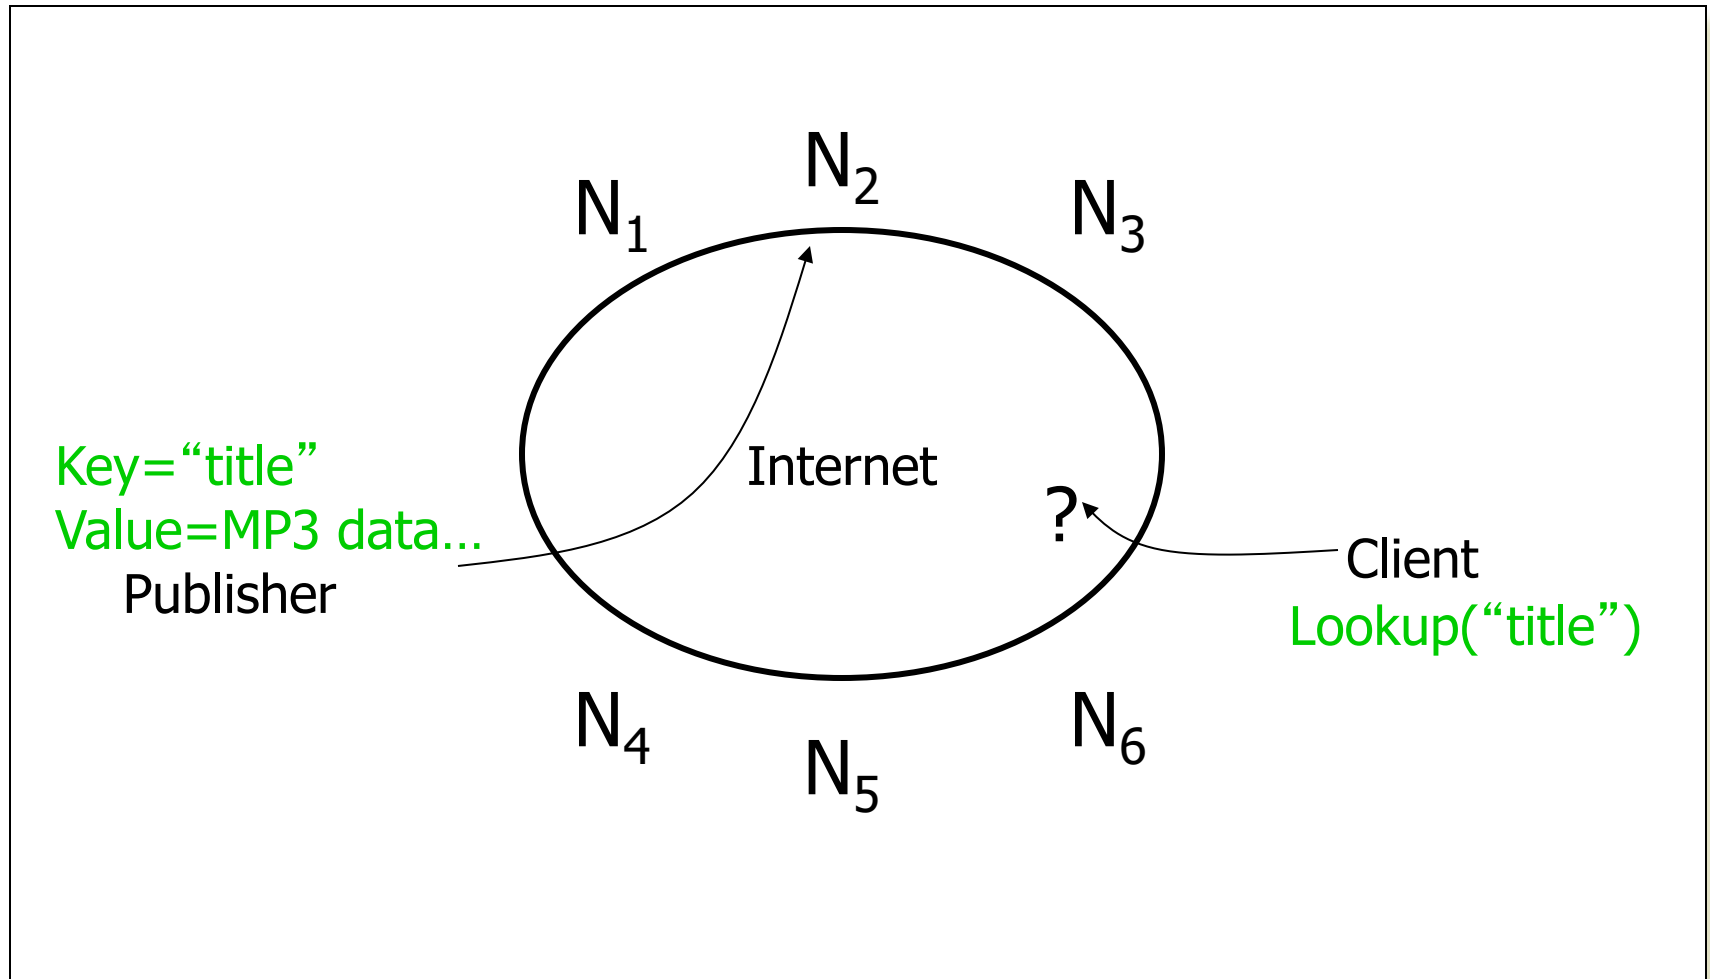 N2
N1
N3
Key=“title”
Internet
Value=MP3 data...
?
Client
Publisher
Lookup(“title”)
N4
N6
N5